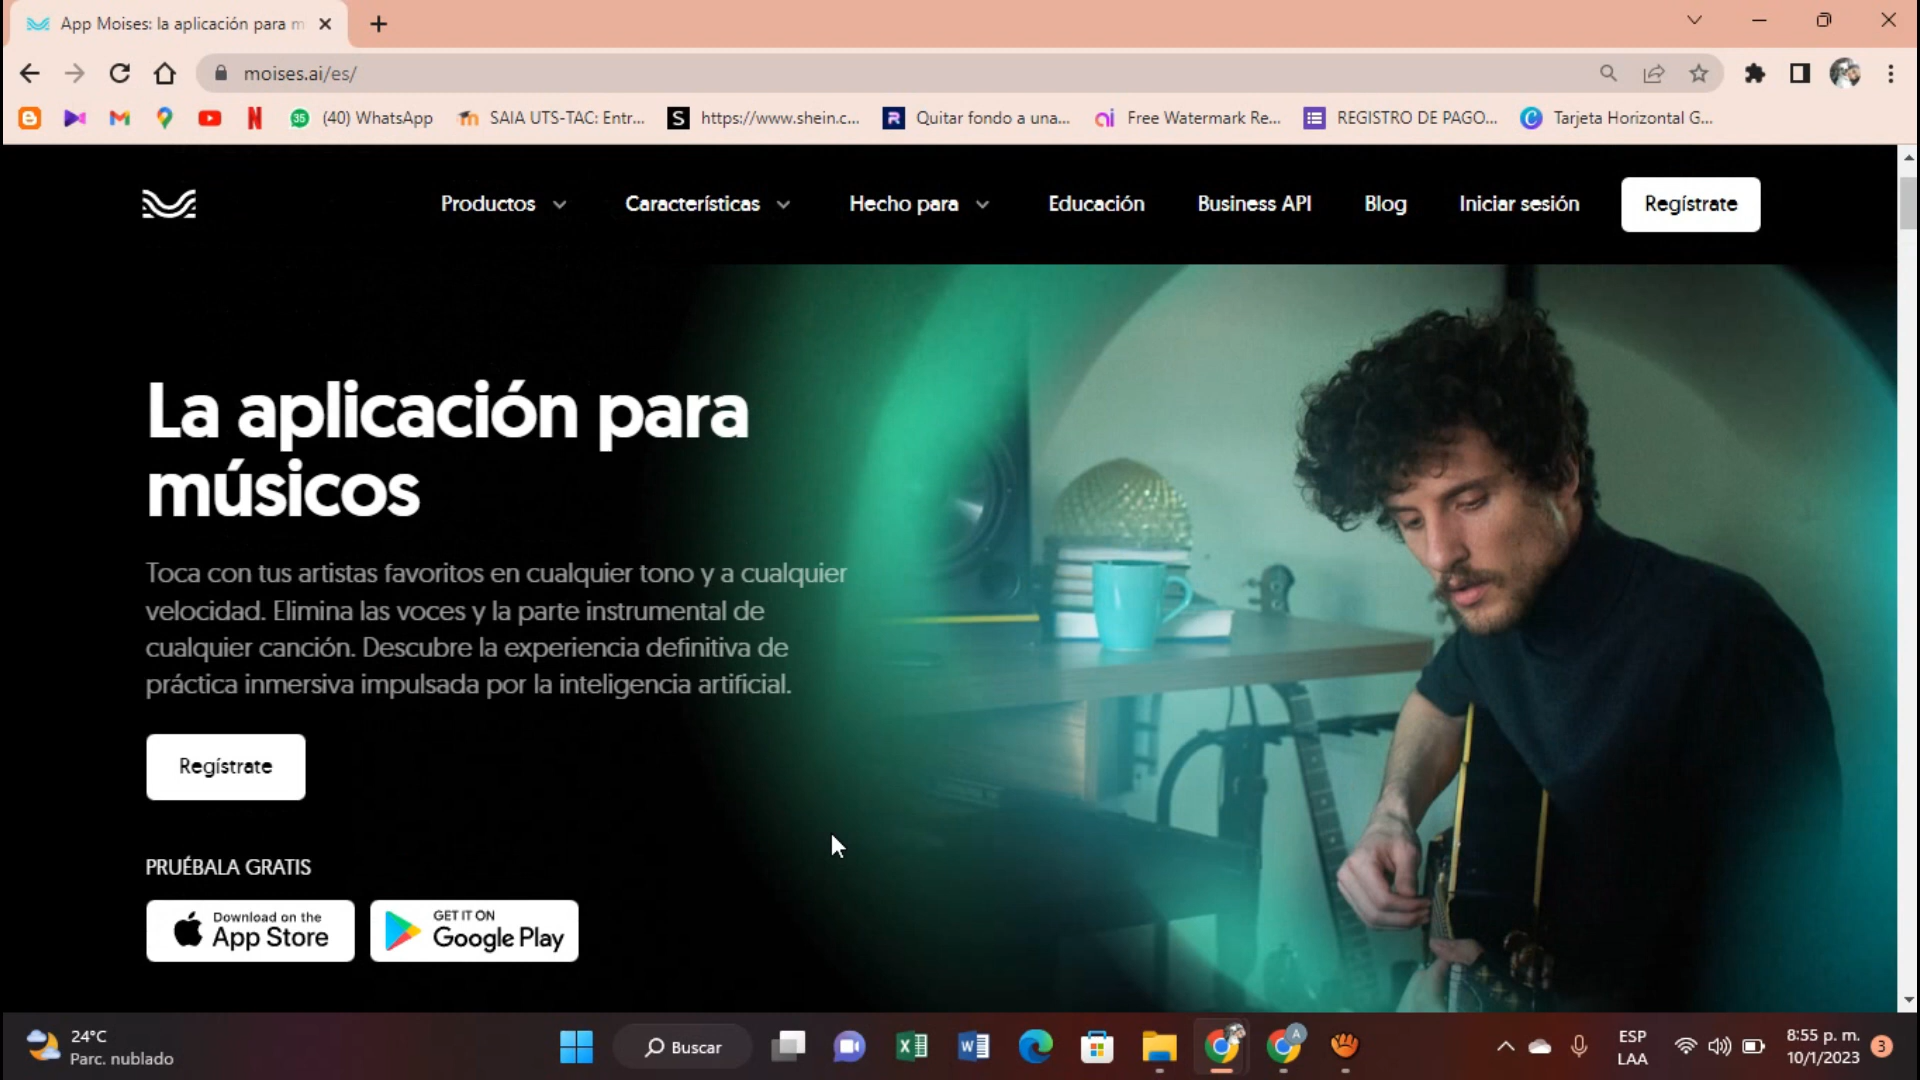 App Moises: la aplicación para m
moises.ai/es/
35 (40) WhatsApp
SAIA UTS-TAC: Entr...
S https://www.shein.c...
R Quitar fondo a una...
ai Free Watermark Re...
REGISTRO DE PAGO...
C Tarjeta Horizontal G...
Productos
Características
Hecho para
Educación
Business API
Blog
Iniciar sesión
Regístrate
La aplicación para
músicos
Toca con tus artistas favoritos en cualquier tono y a cualquier
velocidad. Elimina las voces y la parte instrumental de
cualquier canción. Descubre la experiencia definitiva de
práctica inmersiva impulsada por la inteligencia artificial.
Regístrate
PRUÉBALA GRATIS
Download on the
App Store
GET IT ON
Google Play
24°C
Parc. nublado
Buscar
A
ESP
LAA
8:55 p. m.
10/1/2023
3